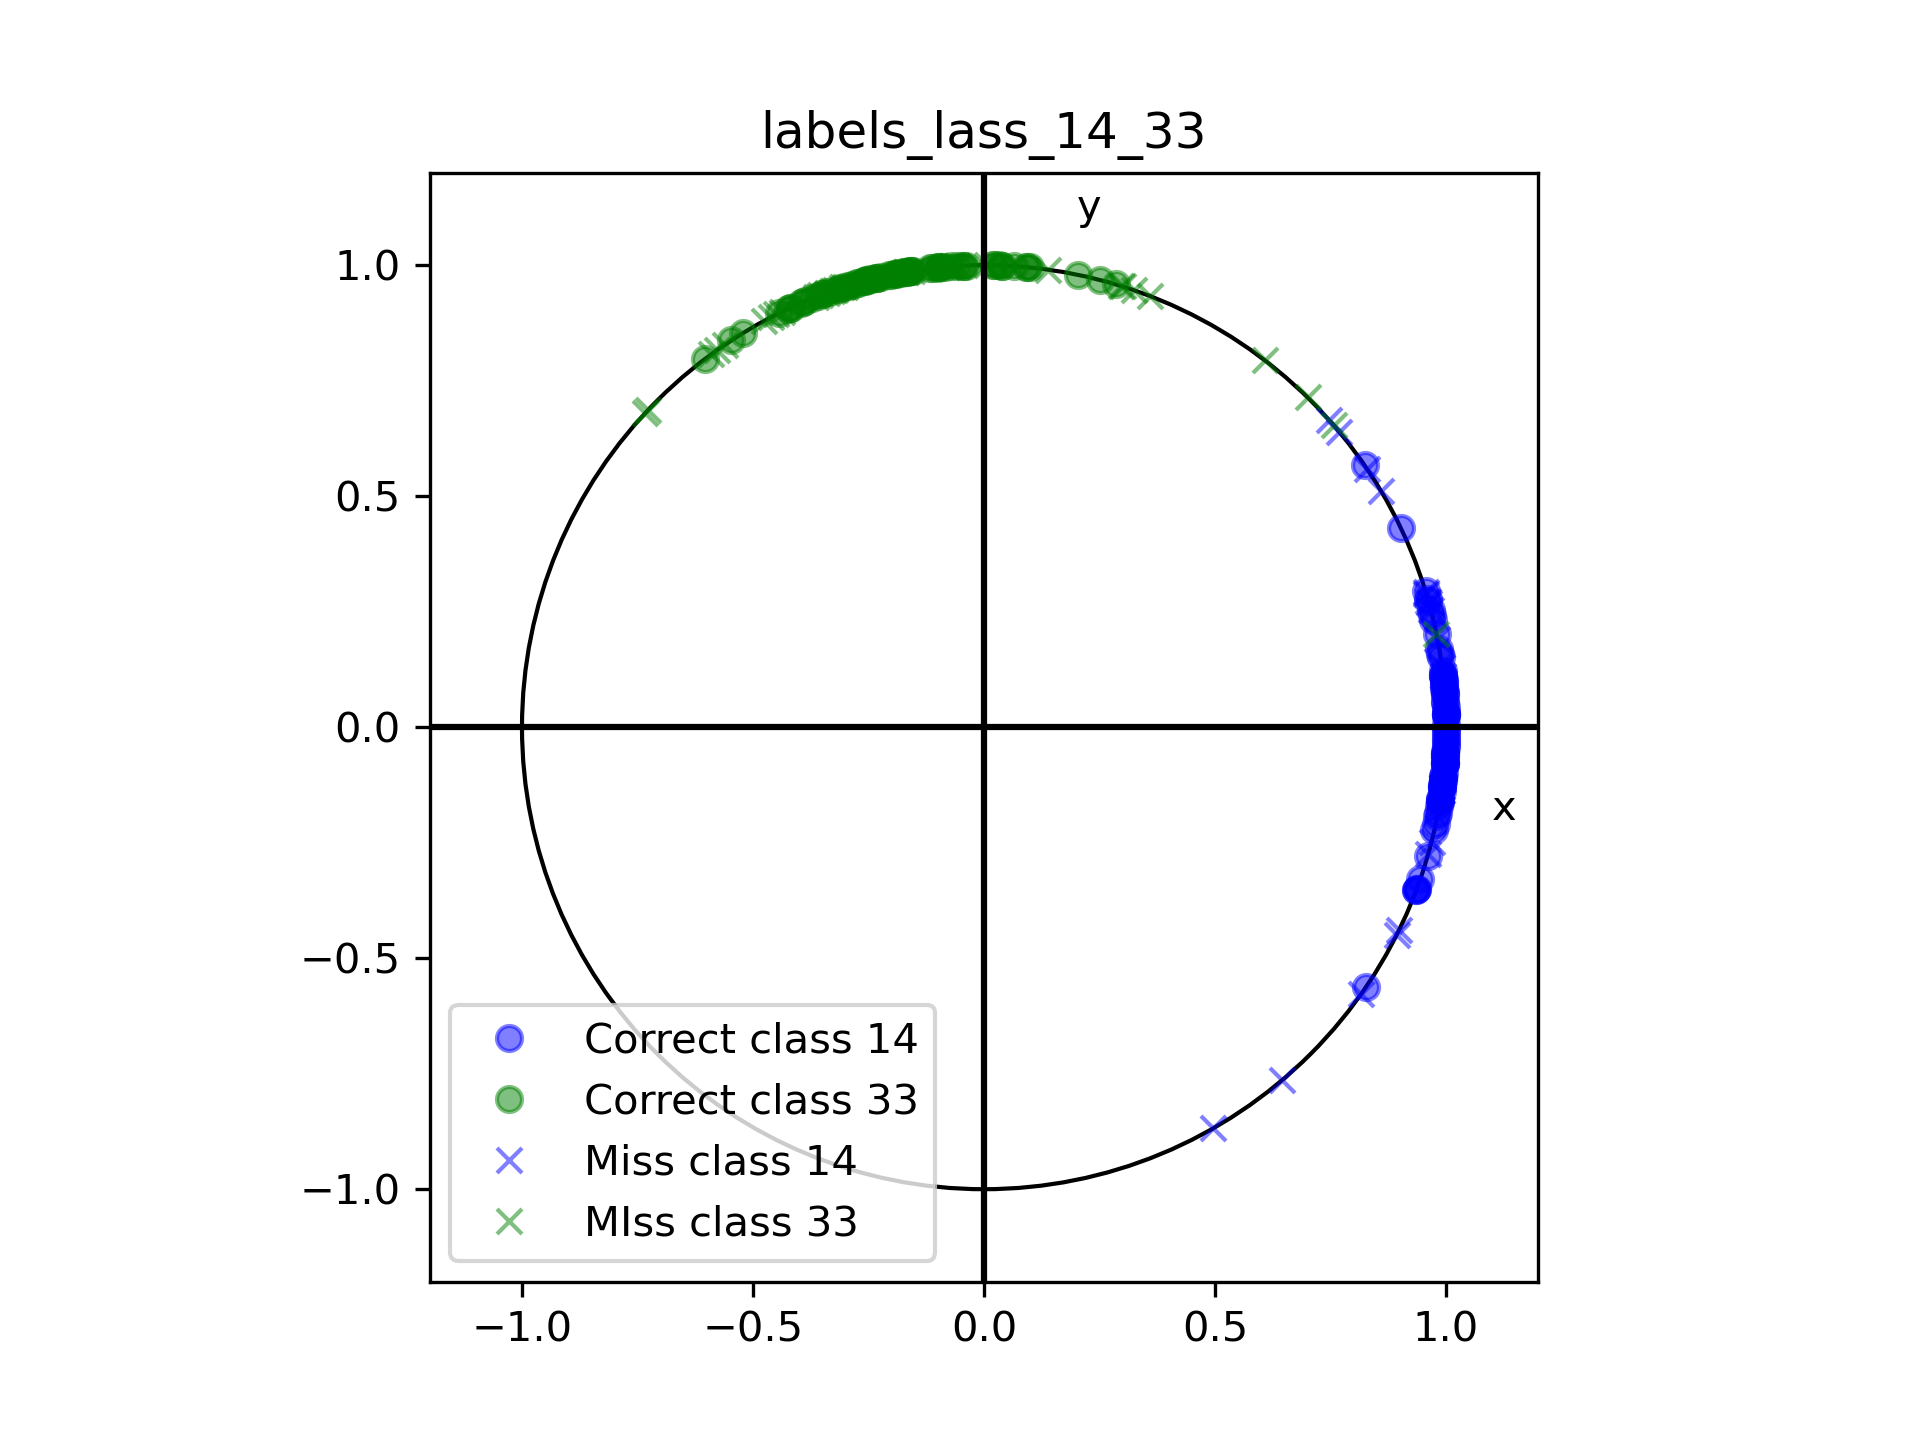 labels_lass_14_33
y
1.0
0.5
0.0
x
−0.5
−1.0
Correct class 14
Correct class 33
Miss class 14
MIss class 33
−1.0 −0.5 0.0 0.5 1.0